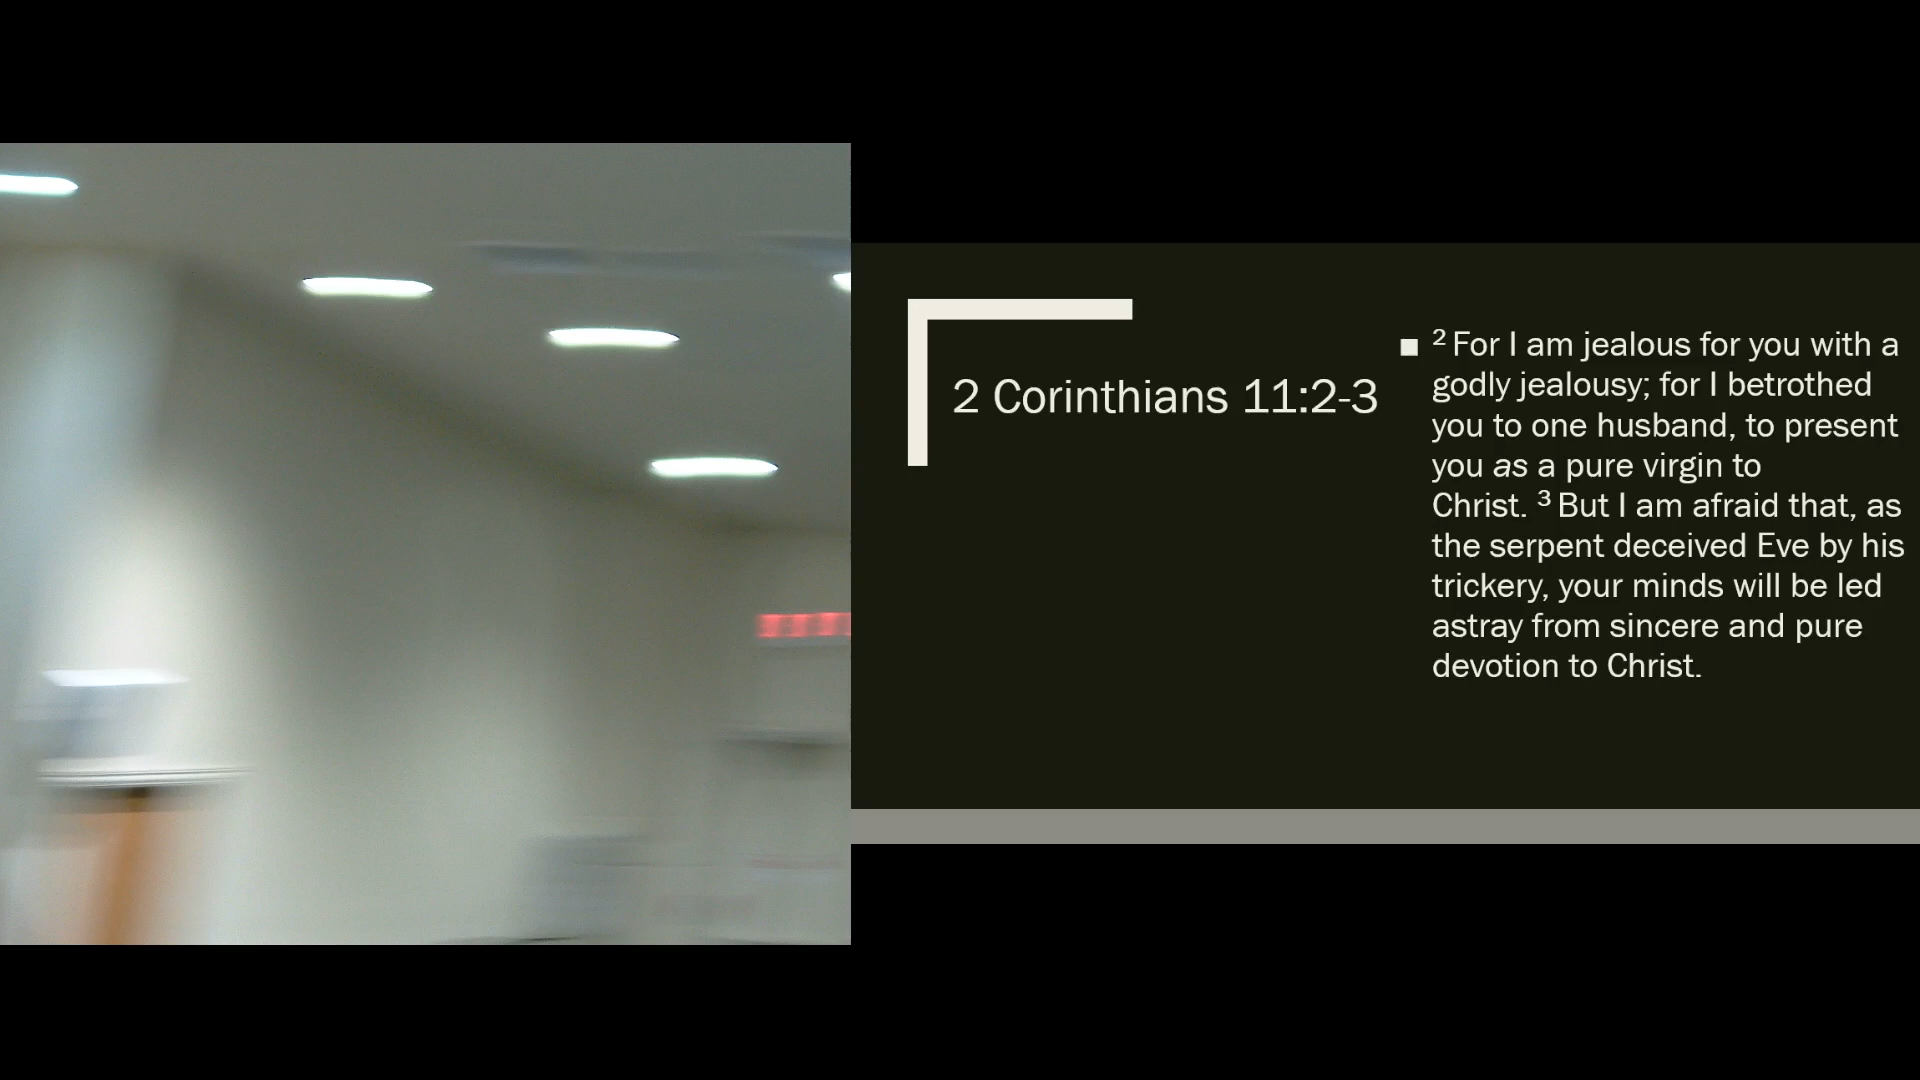 2 Corinthians 11:2-3
■ ² For I am jealous for you with a
godly jealousy; for I betrothed
you to one husband, to present
you as a pure virgin to
Christ. ³ But I am afraid that, as
the serpent deceived Eve by his
trickery, your minds will be led
astray from sincere and pure
devotion to Christ.